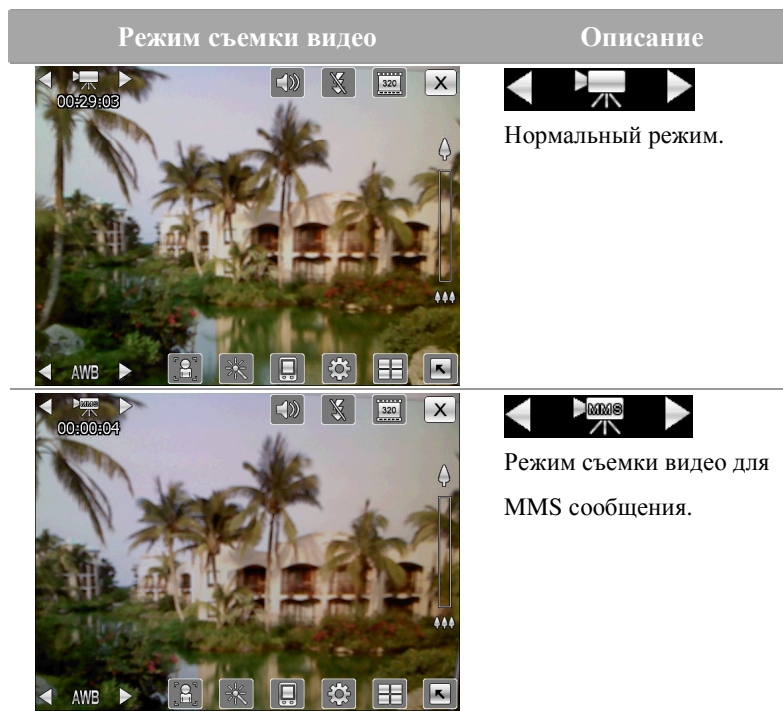 Режим съемки видео Описание
00:29:03
320 X
AWB
Нормальный режим.
MMS
00:00:04
320 X
AWB
MMS
Режим съемки видео для
MMS сообщения.